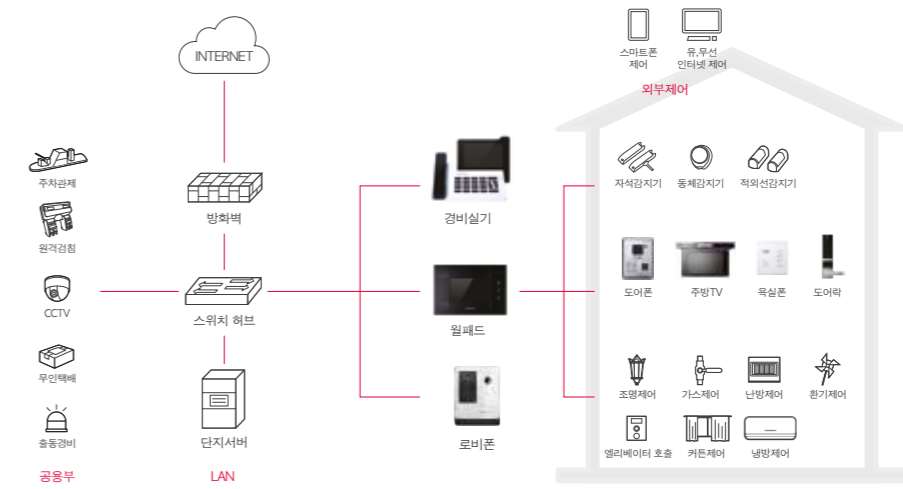 INTERNET
스마트폰
제어
유,무선
인터넷 제어
외부제어
주차관제
원격검침
CCTV
무인택배
출동경비
공용부
방화벽
스위치 허브
단지서버
LAN
경비실기
월패드
로비폰
자석감지기
동체감지기
적외선감지기
도어폰
주방TV
욕실폰
도어락
조명제어
가스제어
난방제어
환기제어
엘리베이터 호출
커튼제어
냉방제어